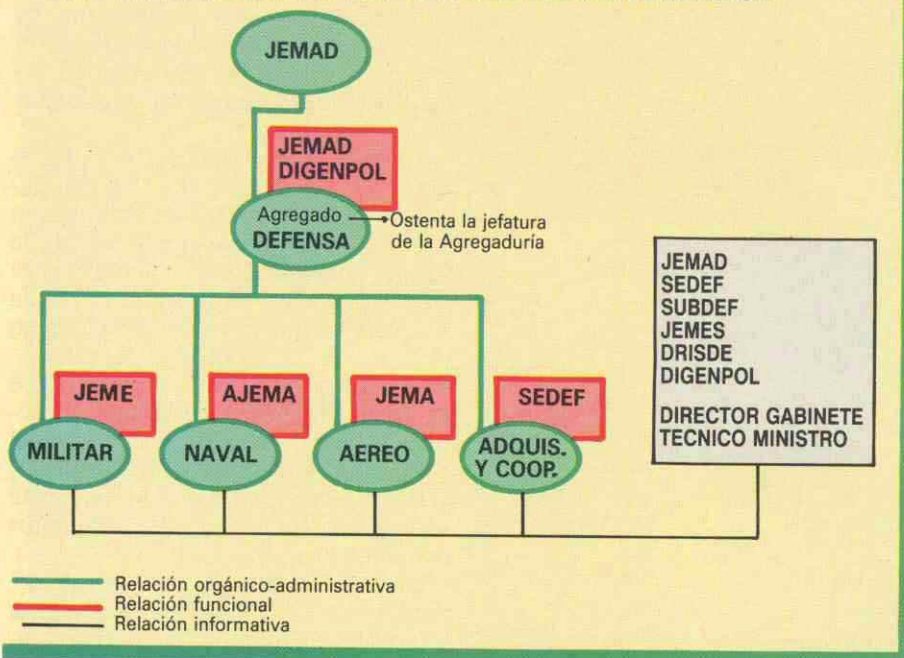 JEMAD
JEMAD
DIGENPOL
Agregado
DEFENSA
Ostenta la jefatura
de la Agregaduría
JEME
MILITAR
AJEMA
NAVAL
JEMA
AEREO
SEDEF
ADQUIS.
Y COOP.
JEMAD
SEDEF
SUBDEF
JEMES
DRISDE
DIGENPOL
DIRECTOR GABINETE
TECNICO MINISTRO
Relación orgánico-administrativa
Relación funcional
Relación informativa